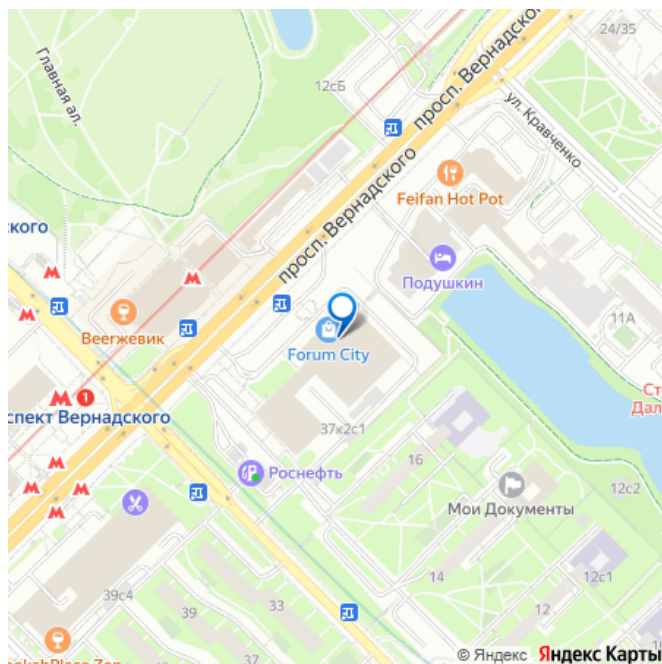 24/35
Главная ал.
12сБ
просп. Вернадского
ул. Кравченко
Feifan Hot Pot
просп. Вернадского
ского
Подушкин
11А
Веегжевик
Forum City
Ст
Дал
1
спект Вернадского
37к2с1
16
Роснефть
12с2
Мои Документы
14
12с1
39с4
39
33
12
37
© Яндекс Яндекс Карты